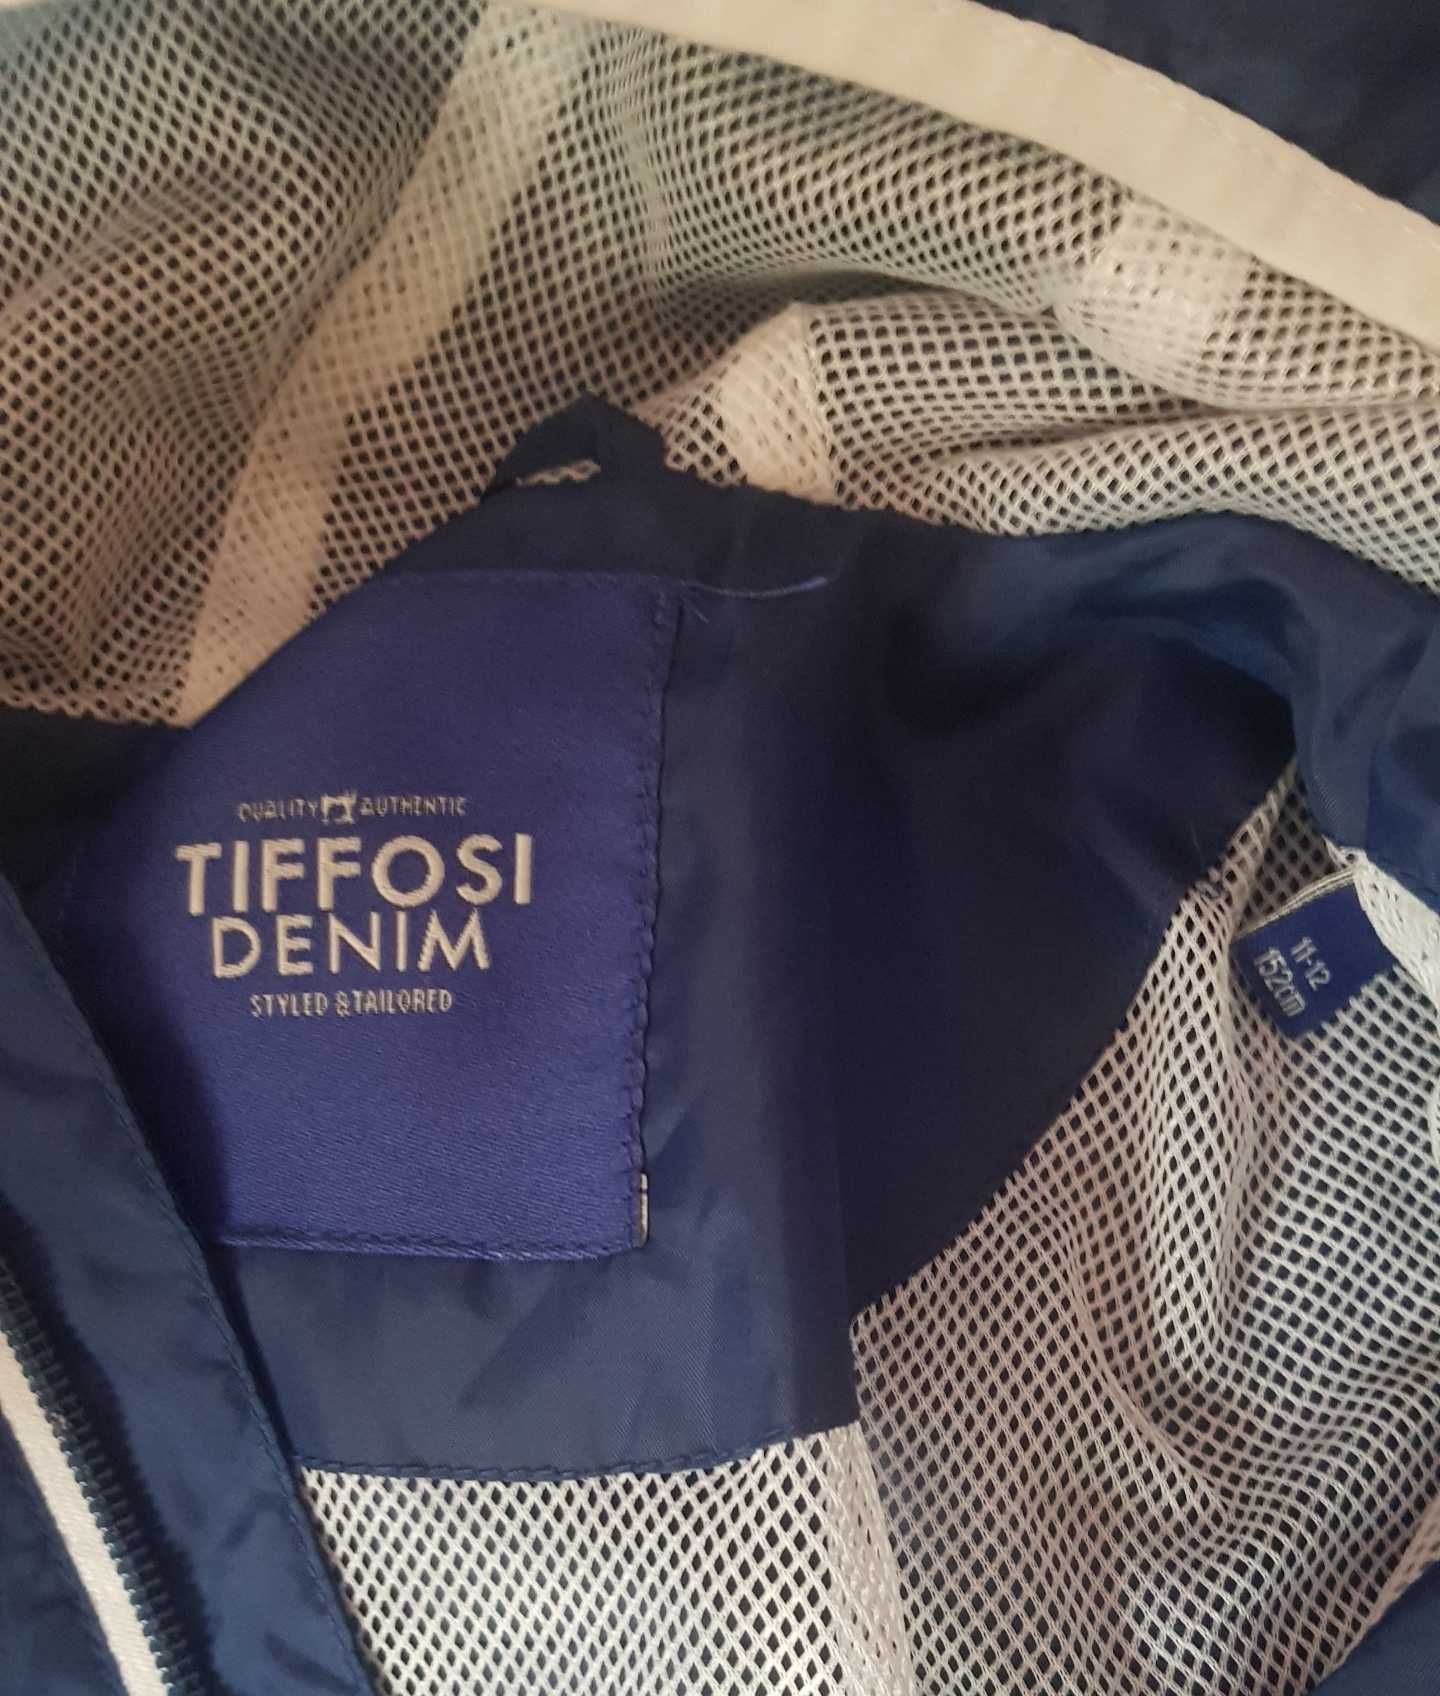 QUALITY AUTHENTIC
TIFFOSI
DENIM
STYLED & TAILORED
11-12
152cm